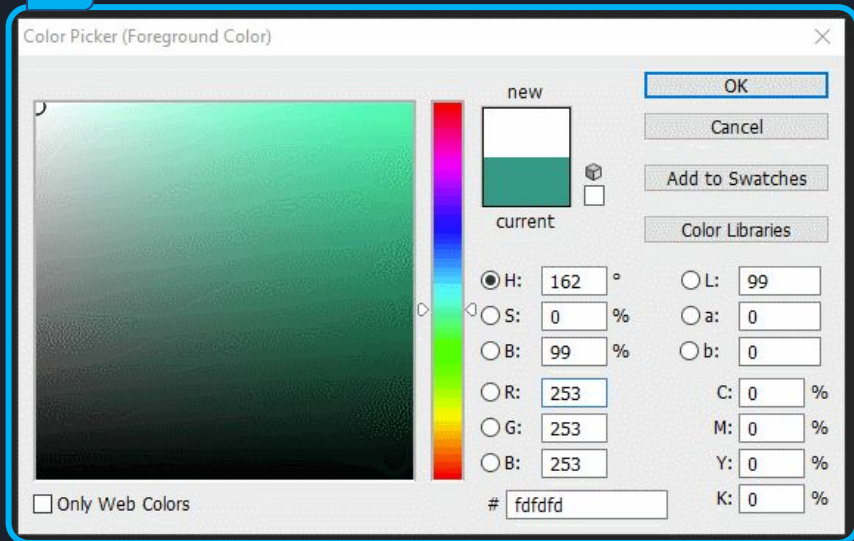 Color Picker (Foreground Color)
new
current
OK
Cancel
Add to Swatches
Color Libraries
H: 162 °
S: 0 %
B: 99 %
R: 253
G: 253
B: 253
# fdfdfd
L: 99
a: 0
b: 0
C: 0 %
M: 0 %
Y: 0 %
K: 0 %
Only Web Colors